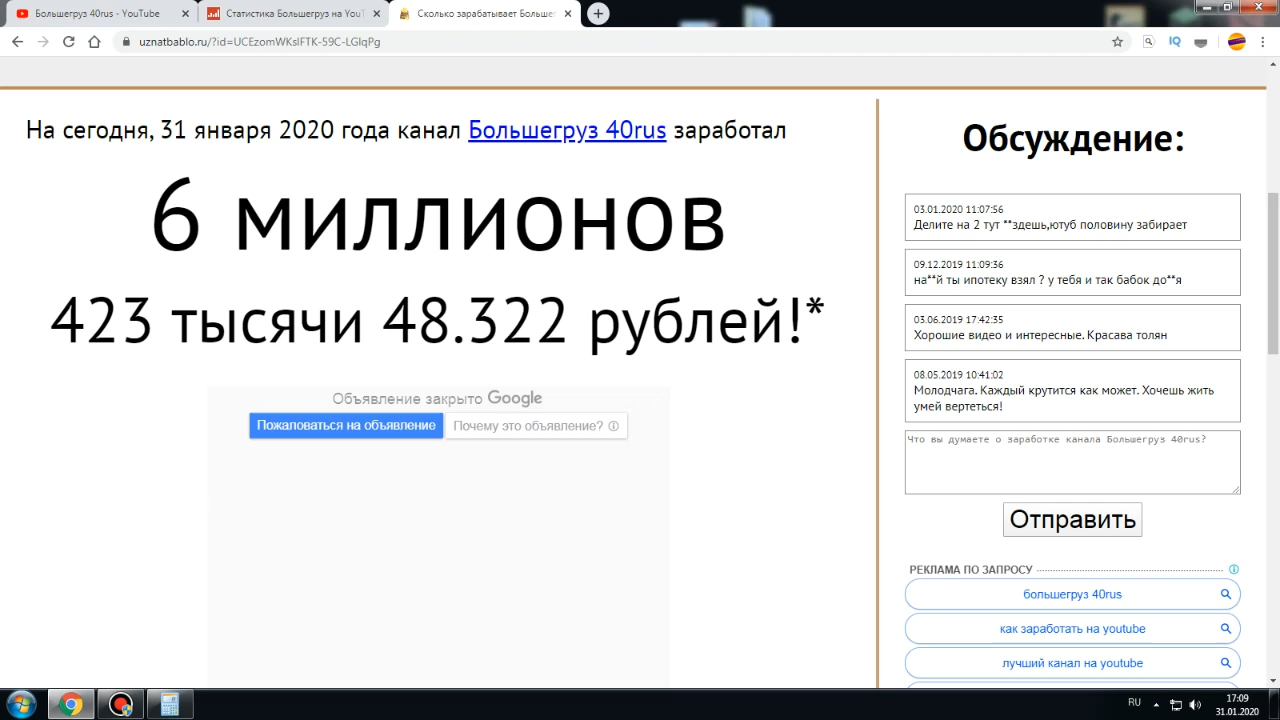 Большегруз 40rus - YouTube
Статистика Большегруз на YouT
Сколько зарабатывает Большег
uznatbablo.ru/?id=UCEzomWKsIFTK-59C-LGlqPg
IQ
На сегодня, 31 января 2020 года канал Большегруз 40rus заработал
6 миллионов
423 тысячи 48.322 рублей!*
Объявление закрыто Google
Пожаловаться на объявление
Почему это объявление?
Обсуждение:
03.01.2020 11:07:56
Делите на 2 тут **здешь,ютуб половину забирает
09.12.2019 11:09:36
на**й ты ипотеку взял ? у тебя и так бабок до**я
03.06.2019 17:42:35
Хорошие видео и интересные. Красава толян
08.05.2019 10:41:02
Молодчага. Каждый крутится как может. Хочешь жить
умей вертеться!
Что вы думаете о заработке канала Большегруз 40rus?
Отправить
РЕКЛАМА ПО ЗАПРОСУ
большегруз 40rus
как заработать на youtube
лучший канал на youtube
RU
17:09
31.01.2020